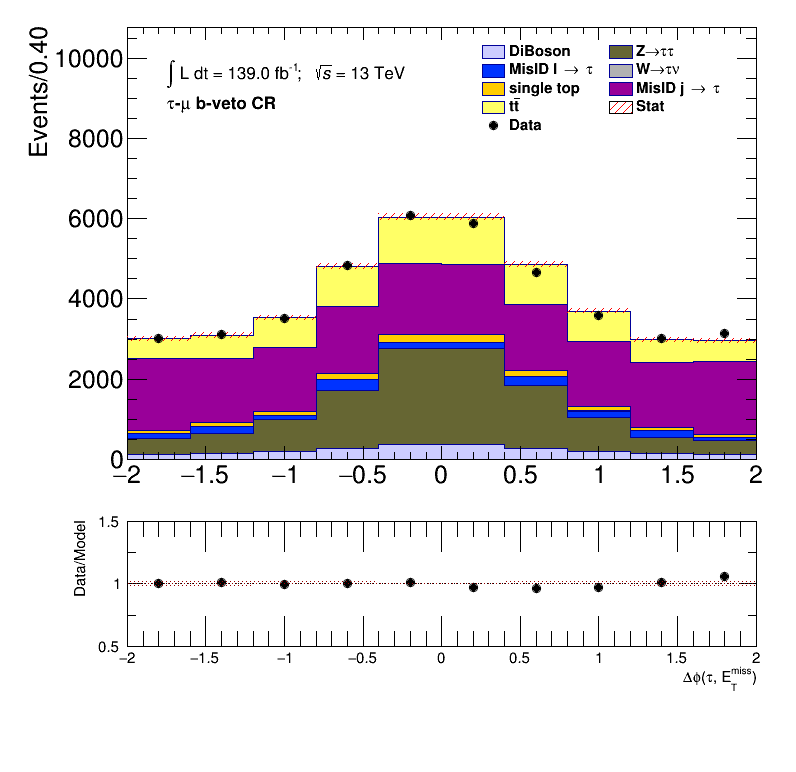 10000
8000
6000
4000
2000
0
Events/0.40
∫ L dt = 139.0 fb⁻¹; √s = 13 TeV
τ-μ b-veto CR
DiBoson
Z→ττ
MisID l → τ
W→τν
single top
MisID j → τ
tt̄
Stat
Data
−2 −1.5 −1 −0.5 0 0.5 1 1.5 2
Data/Model
1.5
1
0.5
−2 −1.5 −1 −0.5 0 0.5 1 1.5 2
Δϕ(τ, E_T^miss)